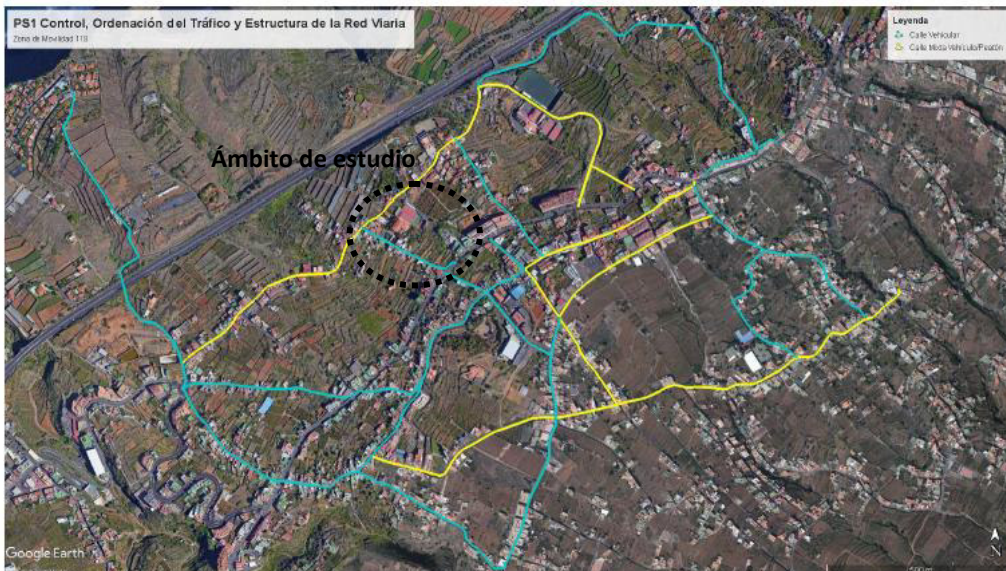 PS1 Control, Ordenación del Tráfico y Estructura de la Red Viaria
Zona de Movilidad
Leyenda
Calle Vehicular
Calle Mixta Vehículo/Peatón
Ámbito de estudio
Google Earth
N